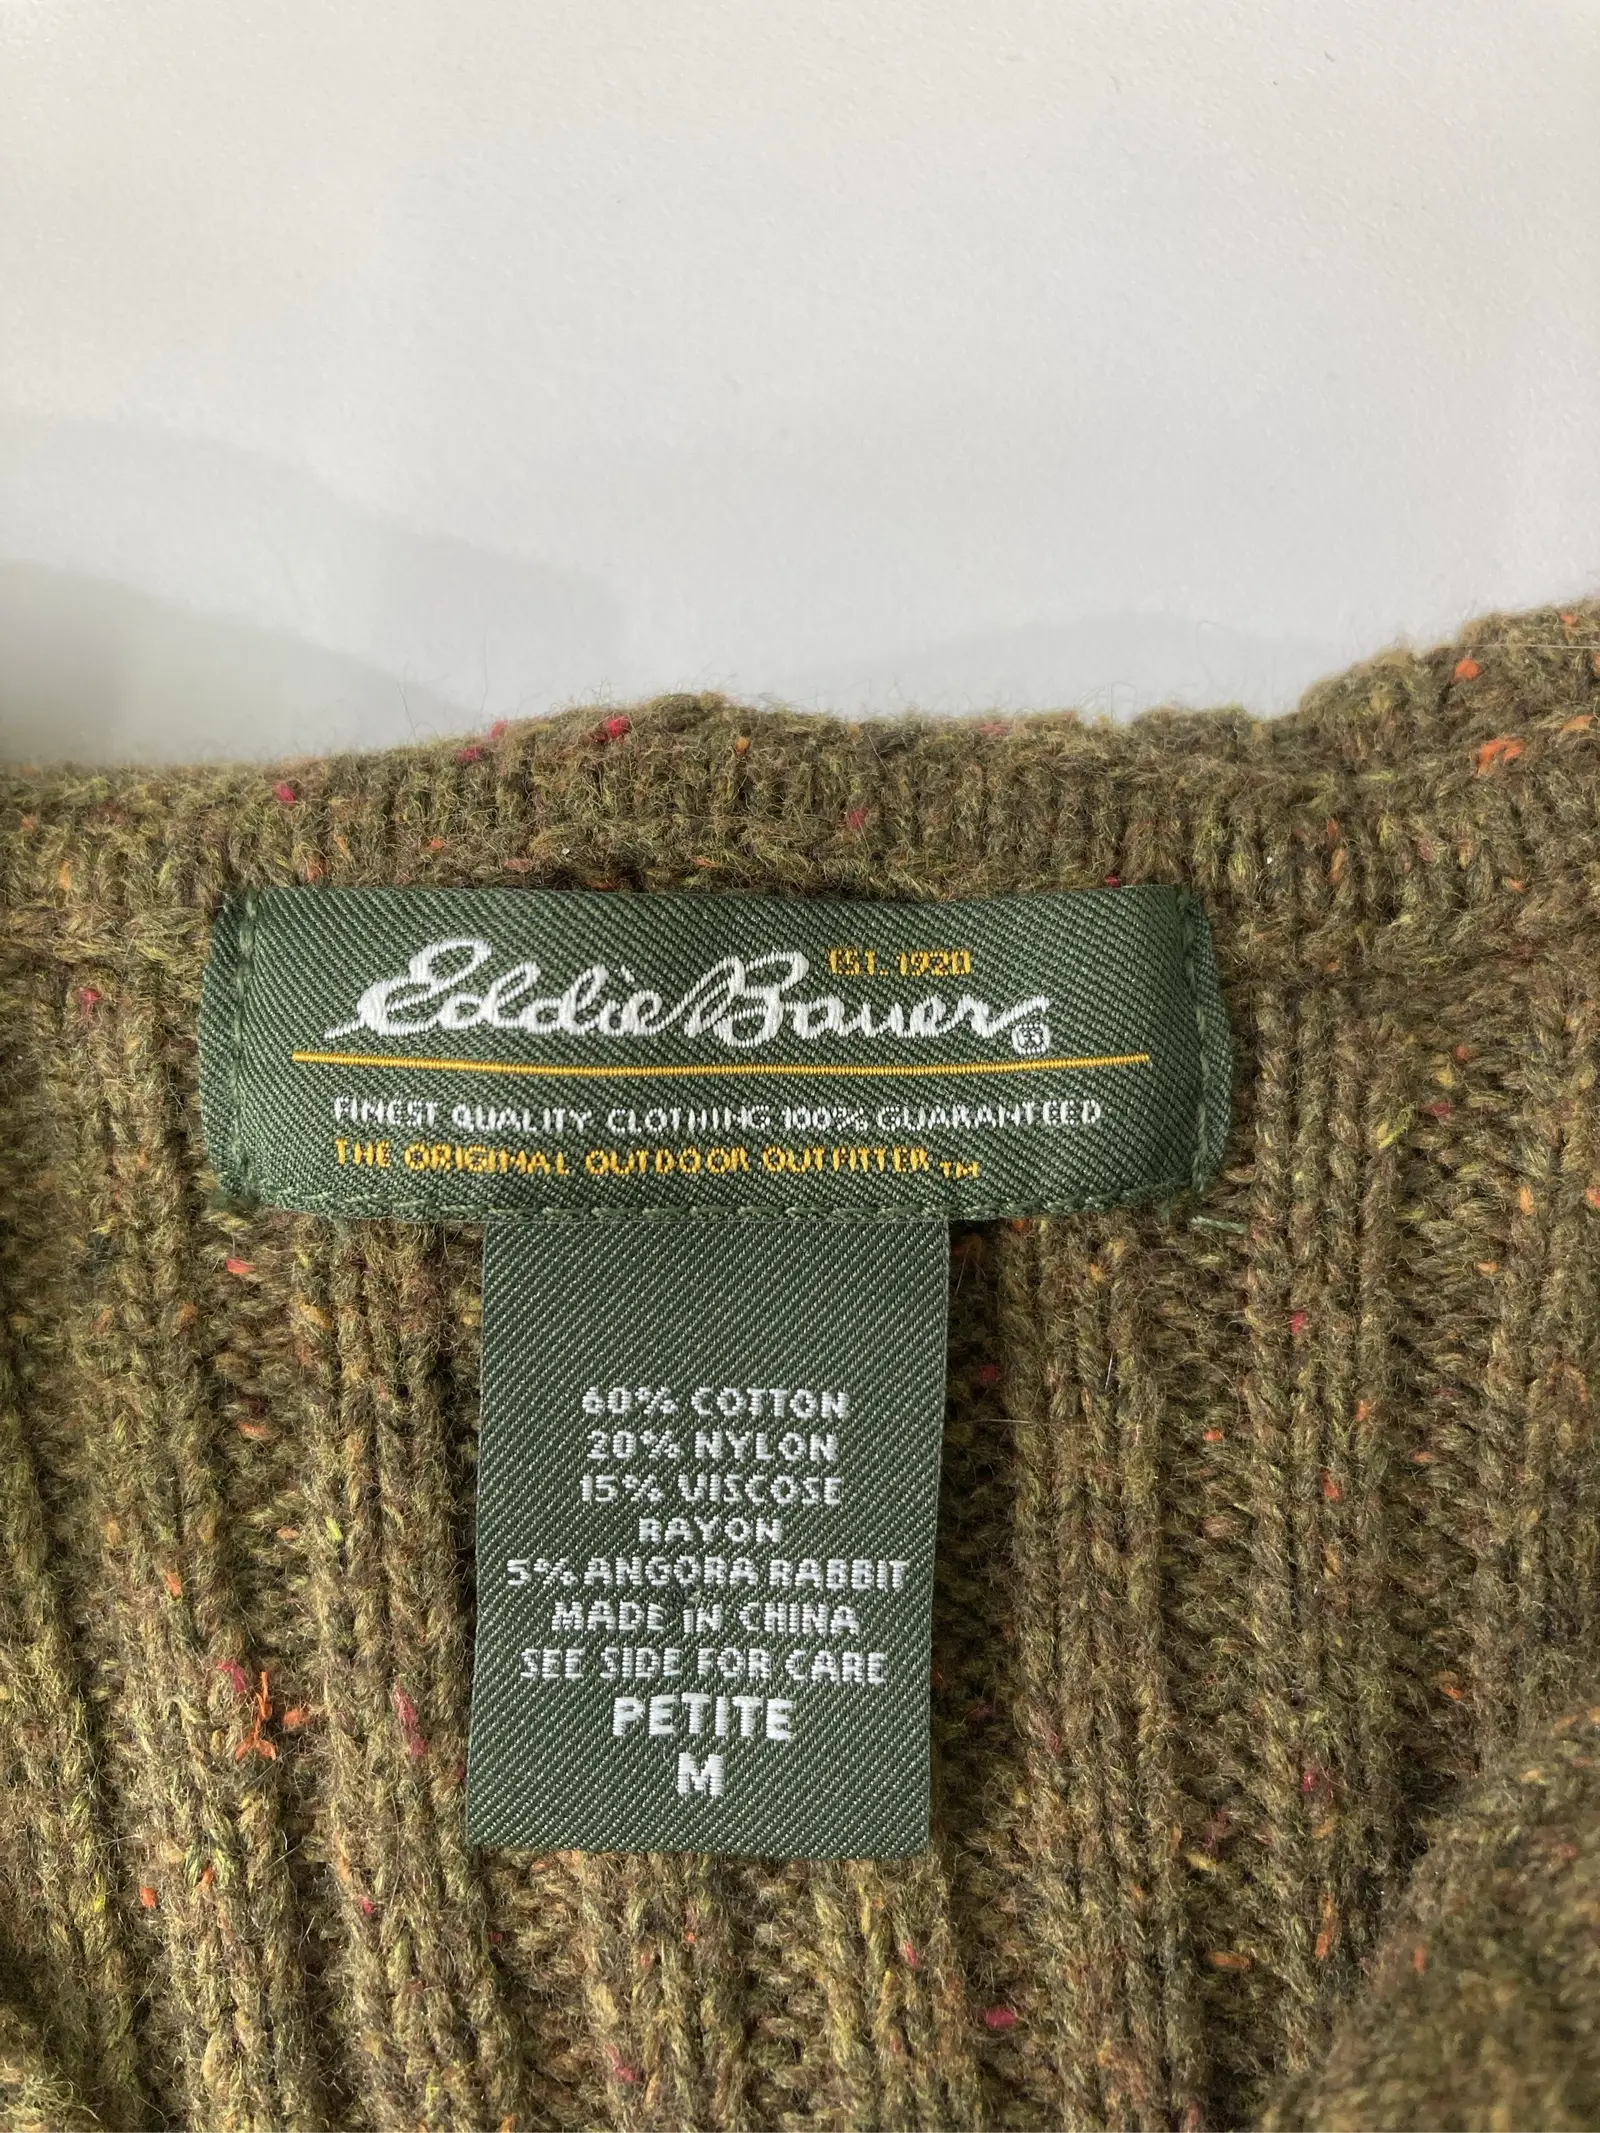 Eddie Bauer EST. 1920
FINEST QUALITY CLOTHING 100% GUARANTEED
THE ORIGINAL OUTDOOR OUTFITTER TM
60% COTTON
20% NYLON
15% VISCOSE
RAYON
5% ANGORA RABBIT
MADE IN CHINA
SEE SIDE FOR CARE
PETITE
M